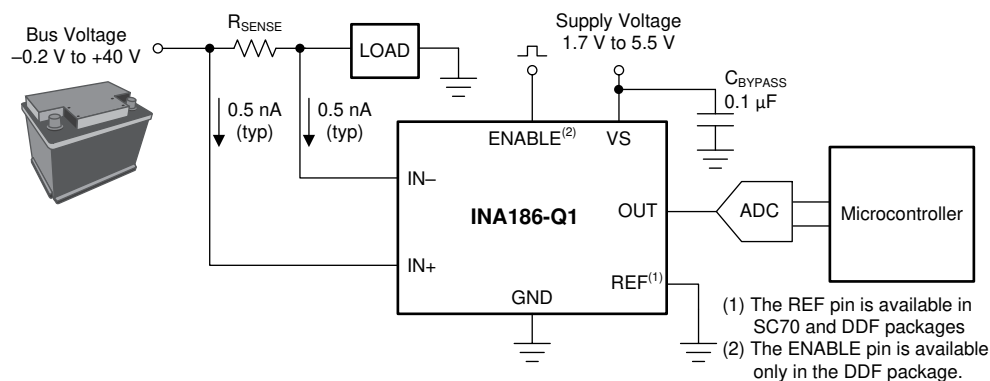 Bus Voltage
–0.2 V to +40 V
RSENSE
LOAD
Supply Voltage
1.7 V to 5.5 V
CBYPASS
0.1 µF
0.5 nA
(typ)
0.5 nA
(typ)
ENABLE(2)
VS
IN–
INA186-Q1
OUT
ADC
Microcontroller
IN+
REF(1)
GND
(1) The REF pin is available in
SC70 and DDF packages
(2) The ENABLE pin is available
only in the DDF package.